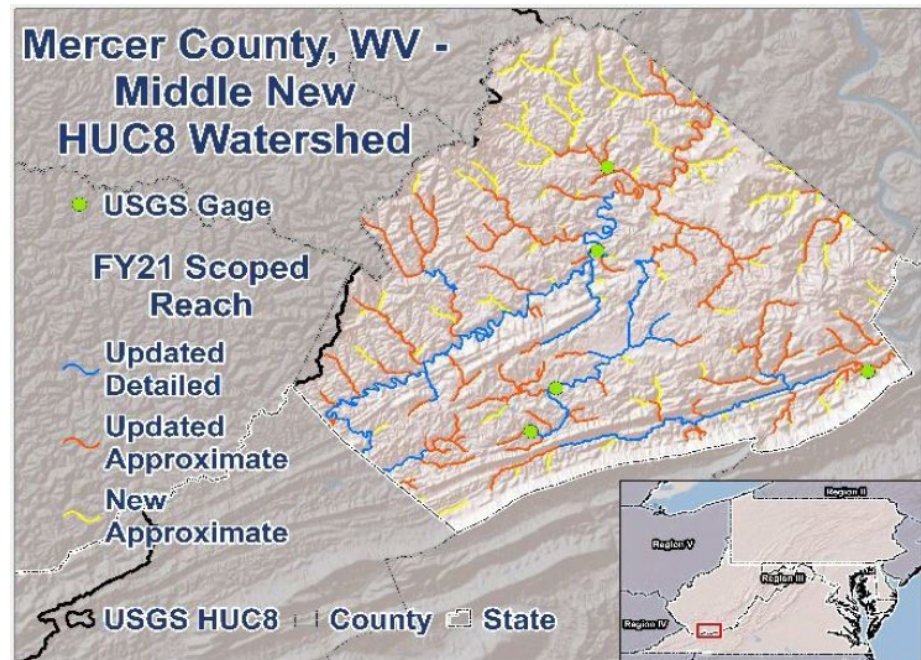 Mercer County, WV -
Middle New
HUC8 Watershed
USGS Gage
FY21 Scoped
Reach
Updated
Detailed
Updated
Approximate
New
Approximate
USGS HUC8
County
State
Region II
Region V
Region III
Region IV